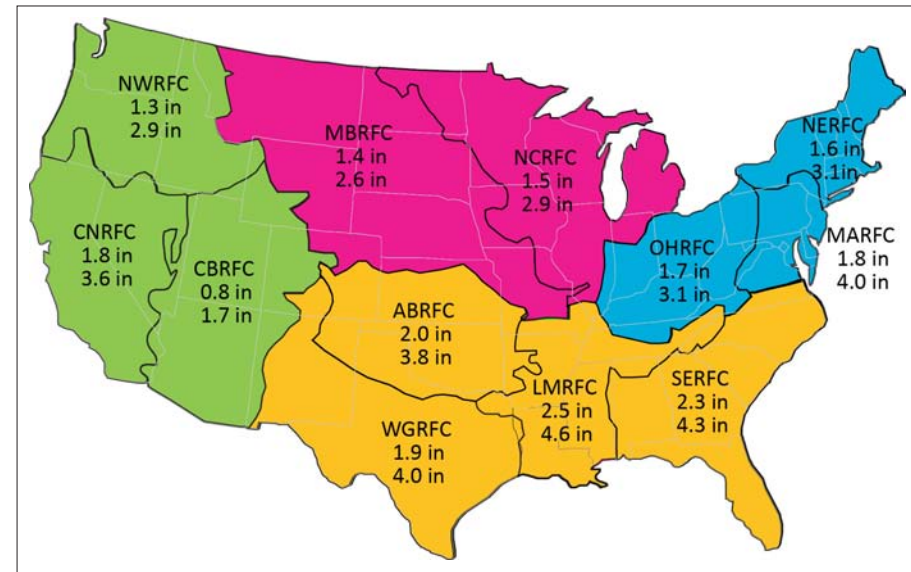 NWRFC
1.3 in
2.9 in
MBRFC
1.4 in
2.6 in
NCRFC
1.5 in
2.9 in
NERFC
1.6 in
3.1in
CNRFC
1.8 in
3.6 in
CBRFC
0.8 in
1.7 in
OHRFC
1.7 in
3.1 in
MARFC
1.8 in
4.0 in
ABRFC
2.0 in
3.8 in
LMRFC
2.5 in
4.6 in
SERFC
2.3 in
4.3 in
WGRFC
1.9 in
4.0 in